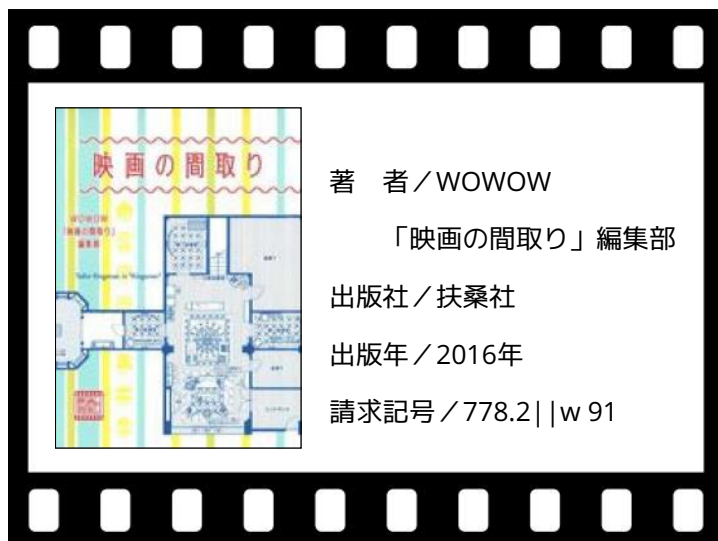 映画の間取り
WOWOW
「映画の間取り」
編集部
著　者／WOWOW
「映画の間取り」編集部
出版社／扶桑社
出版年／2016年
請求記号／778.2||w 91